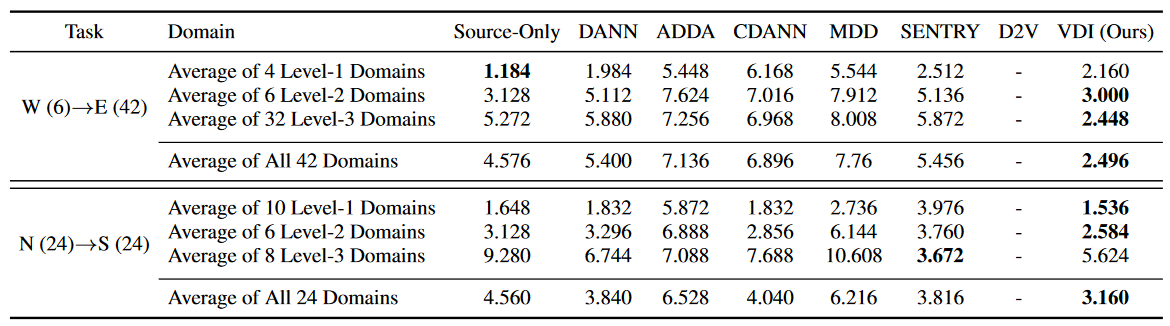 Task Domain Source-Only DANN ADDA CDANN MDD SENTRY D2V VDI (Ours)
Average of 4 Level-1 Domains 1.184 1.984 5.448 6.168 5.544 2.512 - 2.160
W (6)→E (42) Average of 6 Level-2 Domains 3.128 5.112 7.624 7.016 7.912 5.136 - 3.000
Average of 32 Level-3 Domains 5.272 5.880 7.256 6.968 8.008 5.872 - 2.448
Average of All 42 Domains 4.576 5.400 7.136 6.896 7.76 5.456 - 2.496
Average of 10 Level-1 Domains 1.648 1.832 5.872 1.832 2.736 3.976 - 1.536
N (24)→S (24) Average of 6 Level-2 Domains 3.128 3.296 6.888 2.856 6.144 3.760 - 2.584
Average of 8 Level-3 Domains 9.280 6.744 7.088 7.688 10.608 3.672 - 5.624
Average of All 24 Domains 4.560 3.840 6.528 4.040 6.216 3.816 - 3.160